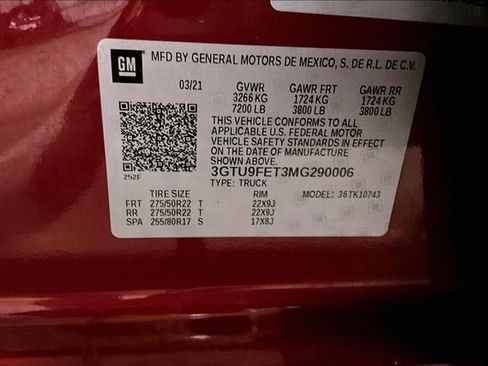 GM
MFD BY GENERAL MOTORS DE MEXICO, S. DE R.L. DE C.V.
03/21 GVWR GAWR FRT GAWR RR
3266 KG 1724 KG 1724 KG
7200 LB 3800 LB 3800 LB
THIS VEHICLE CONFORMS TO ALL
APPLICABLE U.S. FEDERAL MOTOR
VEHICLE SAFETY STANDARDS IN EFFECT
ON THE DATE OF MANUFACTURE
SHOWN ABOVE.
252F
3GTU9FET3MG290006
TYPE: TRUCK MODEL: 36TK10743
TIRE SIZE RIM
FRT 275/50R22 T 22X9J
RR 275/50R22 T 22X9J
SPA 255/80R17 S 17X8J